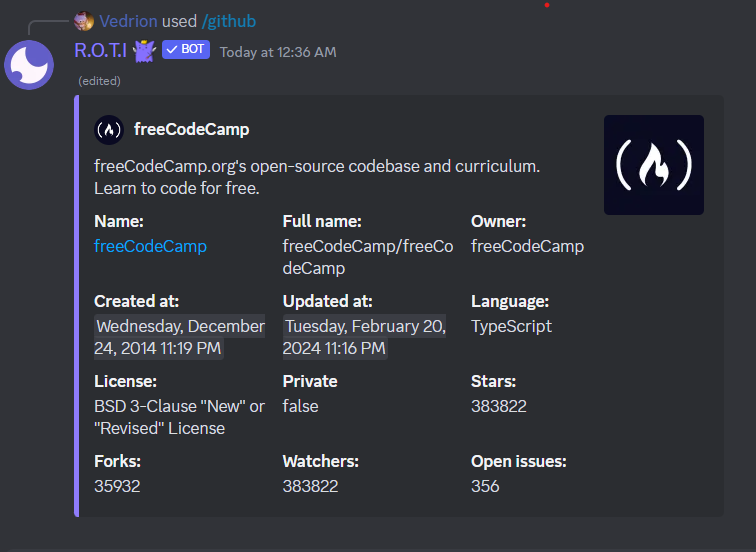 Vedrion used /github
R.O.T.I BOT Today at 12:36 AM
(edited)
freeCodeCamp
freeCodeCamp.org's open-source codebase and curriculum.
Learn to code for free.
Name: Full name: Owner:
freeCodeCamp freeCodeCamp/freeCo freeCodeCamp
deCamp
Created at: Updated at: Language:
Wednesday, December Tuesday, February 20, TypeScript
24, 2014 11:19 PM 2024 11:16 PM
License: Private Stars:
BSD 3-Clause "New" or false 383822
"Revised" License
Forks: Watchers: Open issues:
35932 383822 356